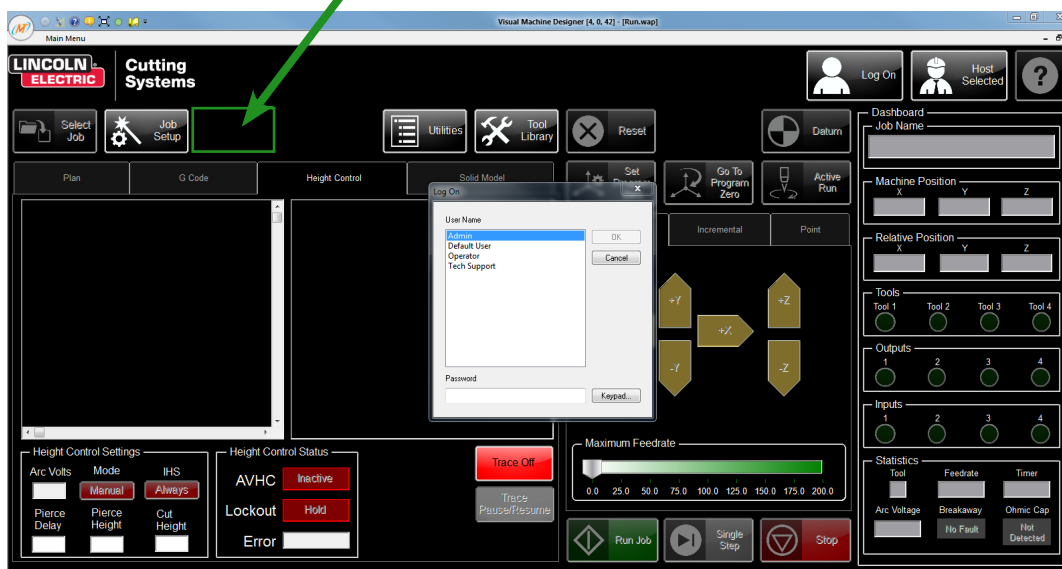 Visual Machine Designer [4, 0, 42] - [Run.wap]
Main Menu
LINCOLN
ELECTRIC
Cutting
Systems
Log On
Host
Selected
?
Select
Job
Job
Setup
Utilities
Tool
Library
Reset
Datum
Set
Go To
Program
Zero
Active
Run
Plan
G Code
Height Control
Solid Model
Incremental
Point
Log On
x
User Name
Admin
Default User
Operator
Tech Support
OK
Cancel
Password
Keypad...
+Y
+X
-Y
+Z
-Z
Height Control Settings
Arc Volts
Mode
IHS
Manual
Always
Pierce
Delay
Pierce
Height
Cut
Height
Height Control Status
AVHC
Inactive
Lockout
Hold
Error
Trace Off
Trace
Pause/Resume
Maximum Feedrate
0.0 25.0 50.0 75.0 100.0 125.0 150.0 175.0 200.0
Run Job
Single
Step
Stop
Dashboard
Job Name
Machine Position
X Y Z
Relative Position
X Y Z
Tools
Tool 1 Tool 2 Tool 3 Tool 4
Outputs
1 2 3 4
Inputs
1 2 3 4
Statistics
Tool Feedrate Timer
Arc Voltage Breakaway Ohmic Cap
No Fault
Not
Detected